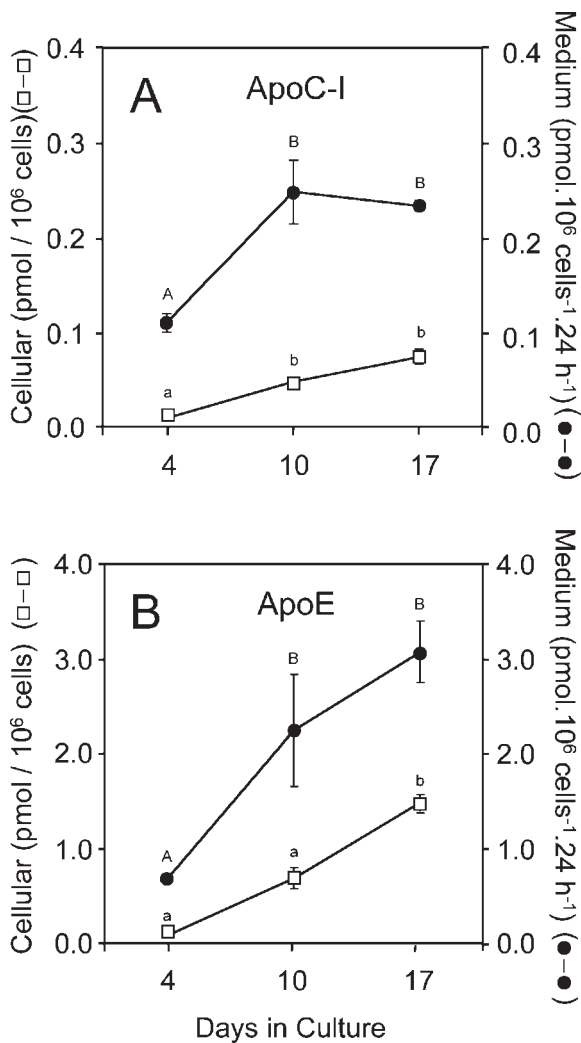 A
ApoC-I
Cellular (pmol / 10⁶ cells)(□–□)
Medium (pmol.10⁶ cells⁻¹.24 h⁻¹) (●–●)
0.4
0.3
0.2
0.1
0.0
0.4
0.3
0.2
0.1
0.0
A
B
B
a
b
b
4 10 17
B
ApoE
Cellular (pmol / 10⁶ cells) (□–□)
Medium (pmol.10⁶ cells⁻¹.24 h⁻¹) (●–●)
4.0
3.0
2.0
1.0
0.0
4.0
3.0
2.0
1.0
0.0
A
B
B
a
a
b
4 10 17
Days in Culture